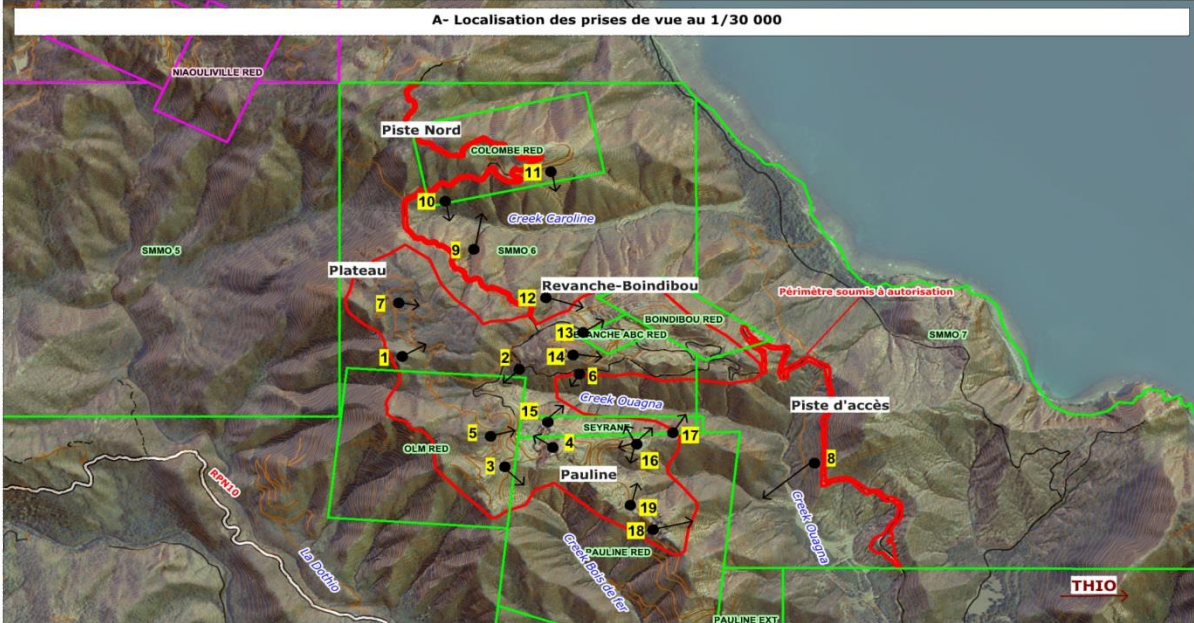 A- Localisation des prises de vue au 1/30 000
NIAOULIVILLE RED
Piste Nord
COLOMBE RED
11
10
Creek Caroline
9
SMMO 5
SMMO 6
Plateau
Revanche-Boindibou
7
12
Périmètre soumis à autorisation
BOINDIBOU RED
13
ANCHE ABC RED
SMMO 7
1
2
14
6
Creek Ouagna
Piste d'accès
15
SEYRANE
17
5
OLM RED
4
16
8
3
Pauline
RPN10
19
Creek Ouagna
18
La Dothio
Creek Bois de fer
PAULINE RED
THIO
PAULINE EXT